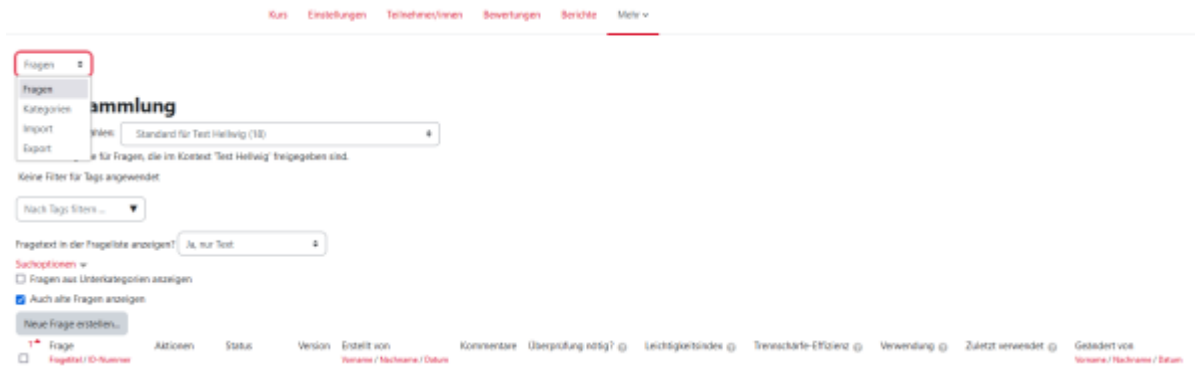 Kurs Einstellungen Teilnehmer/innen Bewertungen Berichte Mehr
Fragen
Fragen
Kategorien
Import
Export
ammlung
Standard für Test Hellwig (18)
für Fragen, die im Kontext 'Test Hellwig' freigegeben sind.
Keine Filter für Tags angewendet
Nach Tags filtern ...
Fragetext in der Frageliste anzeigen? Ja, nur Text
Suchoptionen
Fragen aus Unterkategorien anzeigen
Auch alte Fragen anzeigen
Neue Frage erstellen...
Frage Aktionen Status Version Erstellt von Kommentare Überprüfung nötig? Leichtigkeitsindex Trennschärfe-Effizienz Verwendung Zuletzt verwendet Geändert von
Fragetitel / ID-Nummer Vorname / Nachname / Datum Vorname / Nachname / Datum